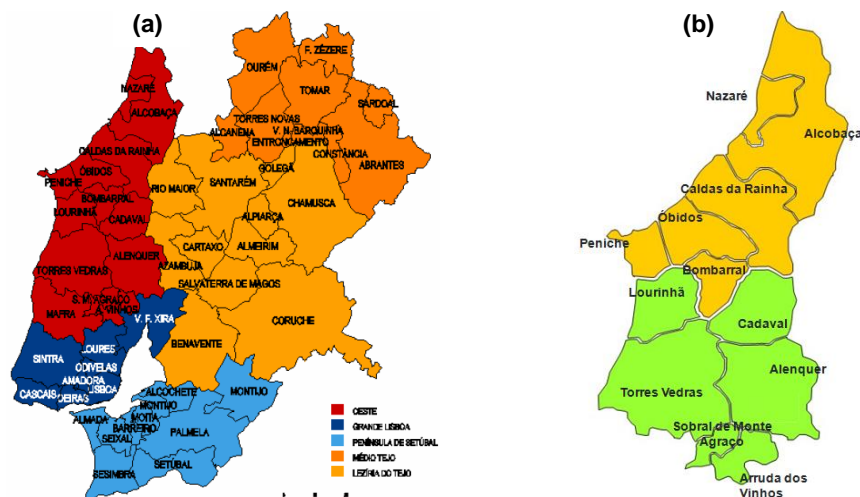 (a)
F. ZÉZERE
OURÉM
TOMAR
NAZARÉ
SARDOAL
ALCOBAÇA
TORRES NOVAS
ALCANENA
V. N. BARQUINHA
ENTRONCAMENTO
CONSTÂNCIA
ABRANTES
CALDAS DA RAINHA
GOLEGÃ
ÓBIDOS
PENICHE
SANTARÉM
RIO MAIOR
BOMBARRAL
CHAMUSCA
LOURINHÃ
CADAVAL
ALPIARÇA
CARTAXO
ALMEIRIM
ALENQUER
AZAMBUJA
TORRES VEDRAS
SALVATERRA DE MAGOS
S. M. AGRAÇO
A. VINHOS
MAFRA
V. F. XIRA
CORUCHE
BENAVENTE
LOURES
SINTRA
ODIVELAS
AMADORA
LISBOA
CASCAIS
OEIRAS
ALCOCHETE
MONTIJO
MONTIJO
MOITA
ALMADA
BARREIRO
SEIXAL
PALMELA
SETÚBAL
SESIMBRA
OESTE
GRANDE LISBOA
PENÍNSULA DE SETÚBAL
MÉDIO TEJO
LEZÍRIA DO TEJO
(b)
Nazaré
Alcobaça
Caldas da Rainha
Óbidos
Peniche
Bombarral
Lourinhã
Cadaval
Alenquer
Torres Vedras
Sobral de Monte
Agraço
Arruda dos
Vinhos